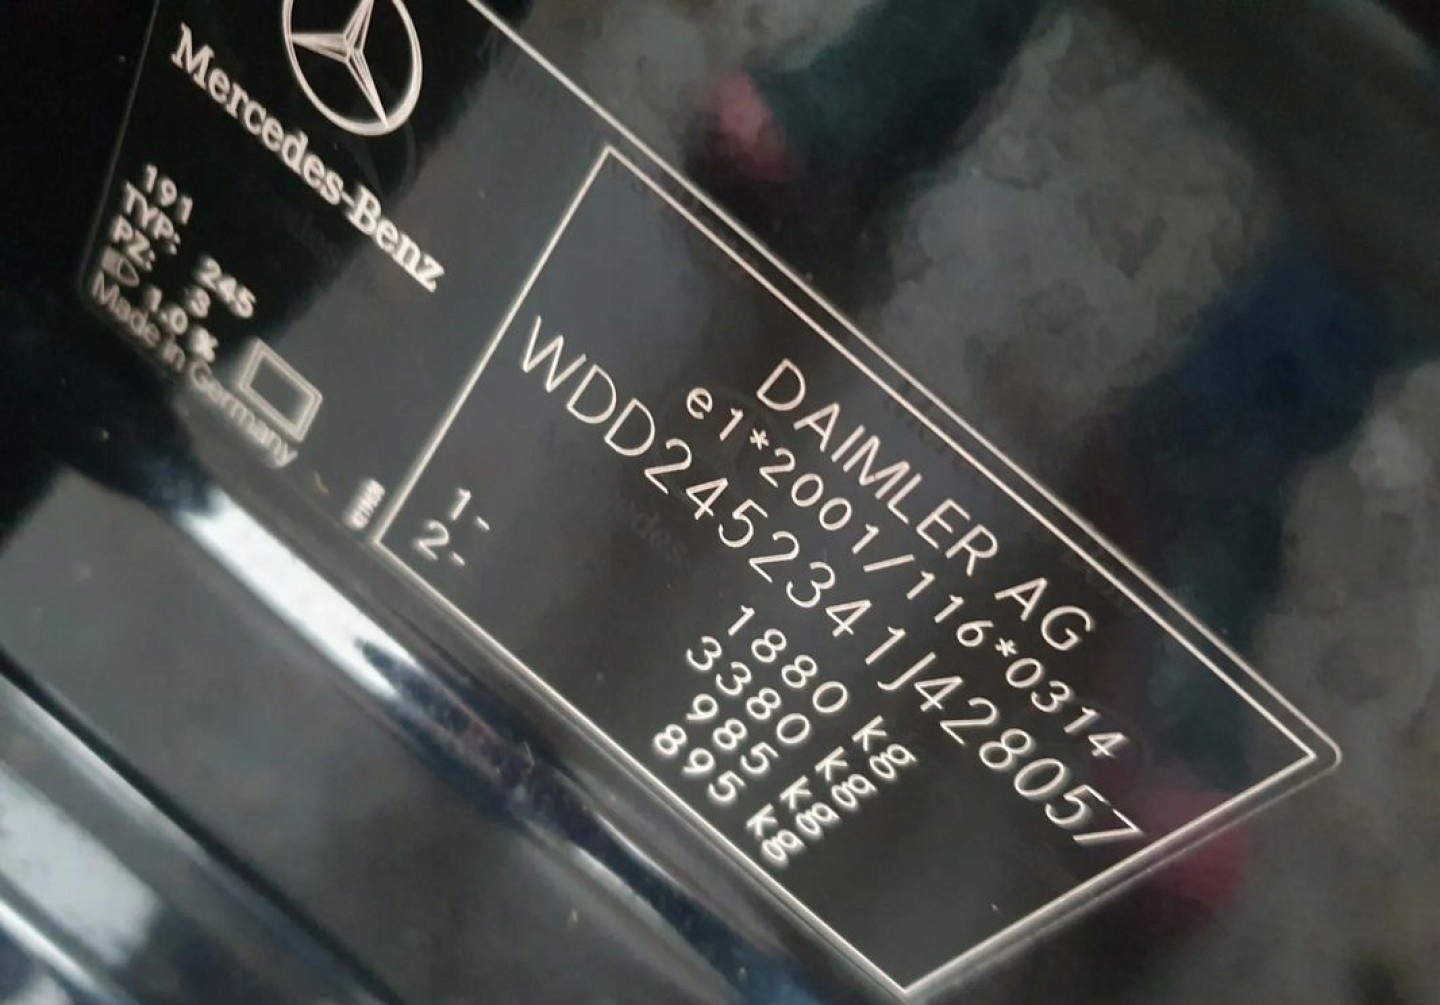 Mercedes-Benz
191
TYP: 245
PZ: 3
1.0 %
Made in Germany
DAIMLER AG
e1*2001/116*0314
WDD2452341J428057
1880 kg
3380 kg
1- 985 kg
2- 895 kg